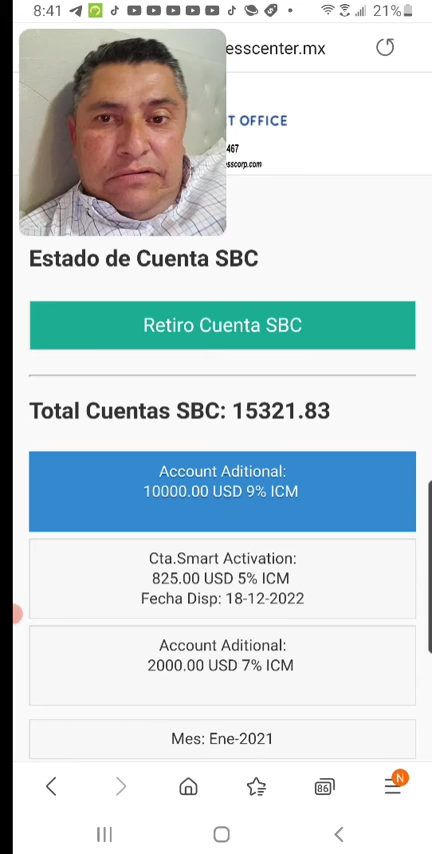 8:41
21%
esscenter.mx
T OFFICE
467
sscorp.com
Estado de Cuenta SBC
Retiro Cuenta SBC
Total Cuentas SBC: 15321.83
Account Aditional:
10000.00 USD 9% ICM
Cta.Smart Activation:
825.00 USD 5% ICM
Fecha Disp: 18-12-2022
Account Aditional:
2000.00 USD 7% ICM
Mes: Ene-2021
86
N